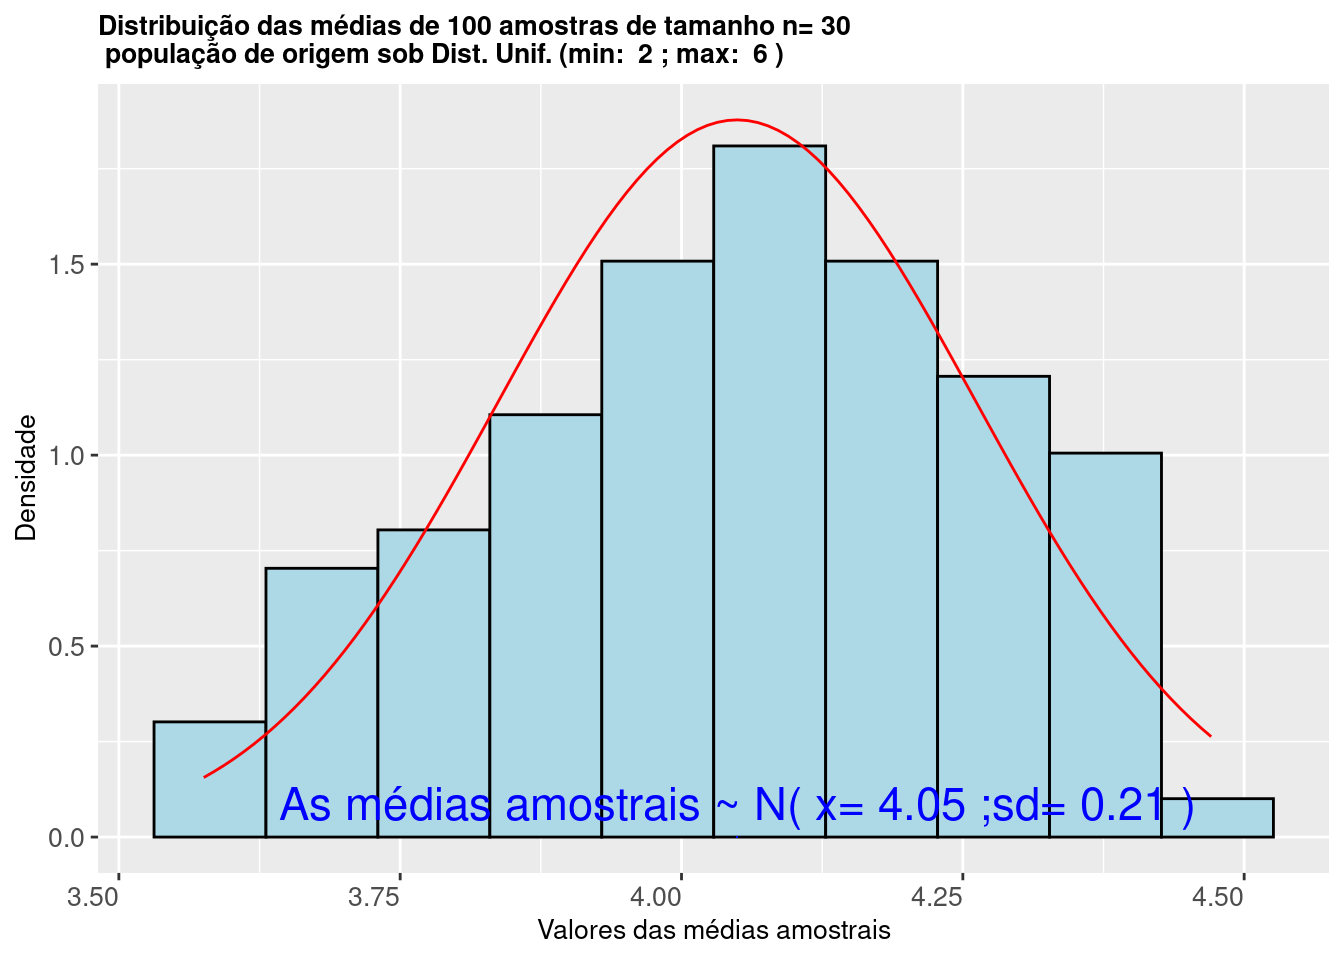 Distribuição das médias de 100 amostras de tamanho n= 30
população de origem sob Dist. Unif. (min:  2 ; max:  6 )
Densidade
1.5
1.0
0.5
0.0
As médias amostrais ~ N( x= 4.05 ;sd= 0.21 )
3.50 3.75 4.00 4.25 4.50
Valores das médias amostrais